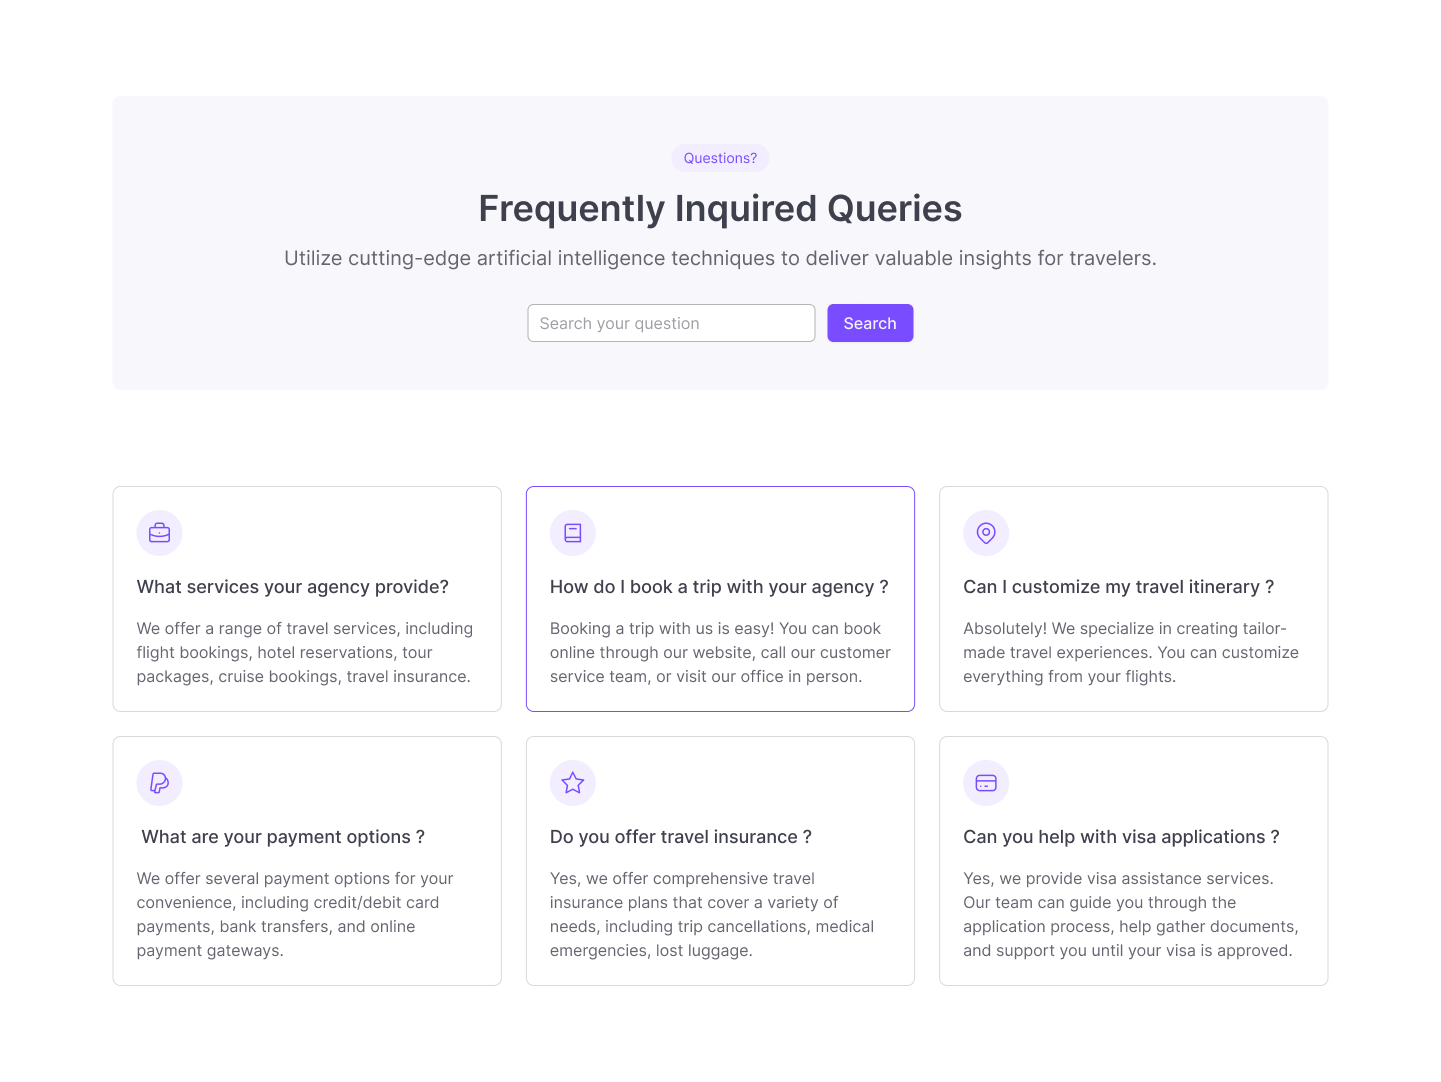 Questions?
Frequently Inquired Queries
Utilize cutting-edge artificial intelligence techniques to deliver valuable insights for travelers.
Search your question
Search
What services your agency provide?
We offer a range of travel services, including
flight bookings, hotel reservations, tour
packages, cruise bookings, travel insurance.
How do I book a trip with your agency ?
Booking a trip with us is easy! You can book
online through our website, call our customer
service team, or visit our office in person.
Can I customize my travel itinerary ?
Absolutely! We specialize in creating tailor-
made travel experiences. You can customize
everything from your flights.
What are your payment options ?
We offer several payment options for your
convenience, including credit/debit card
payments, bank transfers, and online
payment gateways.
Do you offer travel insurance ?
Yes, we offer comprehensive travel
insurance plans that cover a variety of
needs, including trip cancellations, medical
emergencies, lost luggage.
Can you help with visa applications ?
Yes, we provide visa assistance services.
Our team can guide you through the
application process, help gather documents,
and support you until your visa is approved.